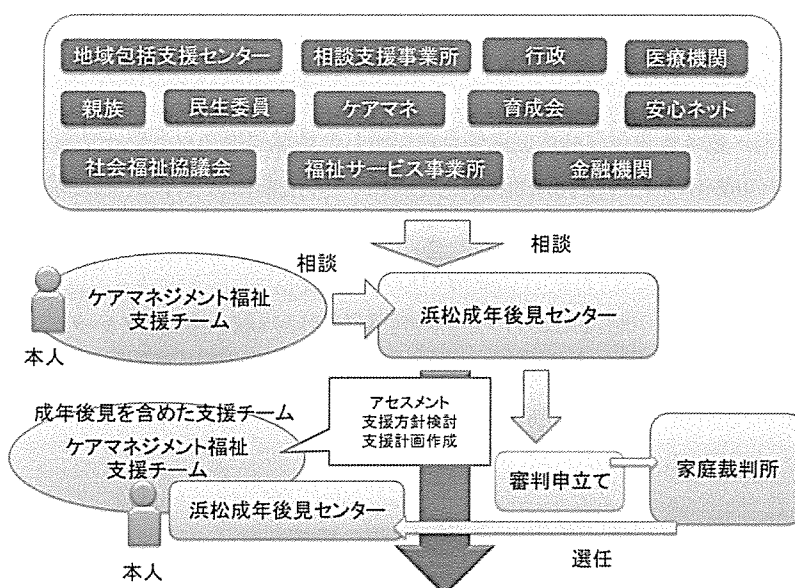 地域包括支援センター
相談支援事業所
行政
医療機関
親族
民生委員
ケアマネ
育成会
安心ネット
社会福祉協議会
福祉サービス事業所
金融機関
相談
相談
ケアマネジメント福祉
支援チーム
本人
浜松成年後見センター
成年後見を含めた支援チーム
ケアマネジメント福祉
支援チーム
アセスメント
支援方針検討
支援計画作成
審判申立て
家庭裁判所
浜松成年後見センター
本人
選任